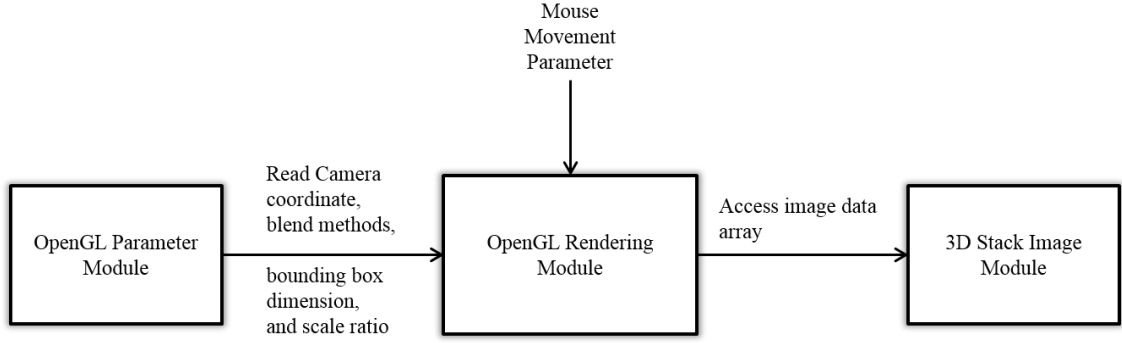 Mouse
Movement
Parameter
Read Camera
coordinate,
blend methods,
bounding box
dimension,
and scale ratio
OpenGL Parameter
Module
OpenGL Rendering
Module
Access image data
array
3D Stack Image
Module